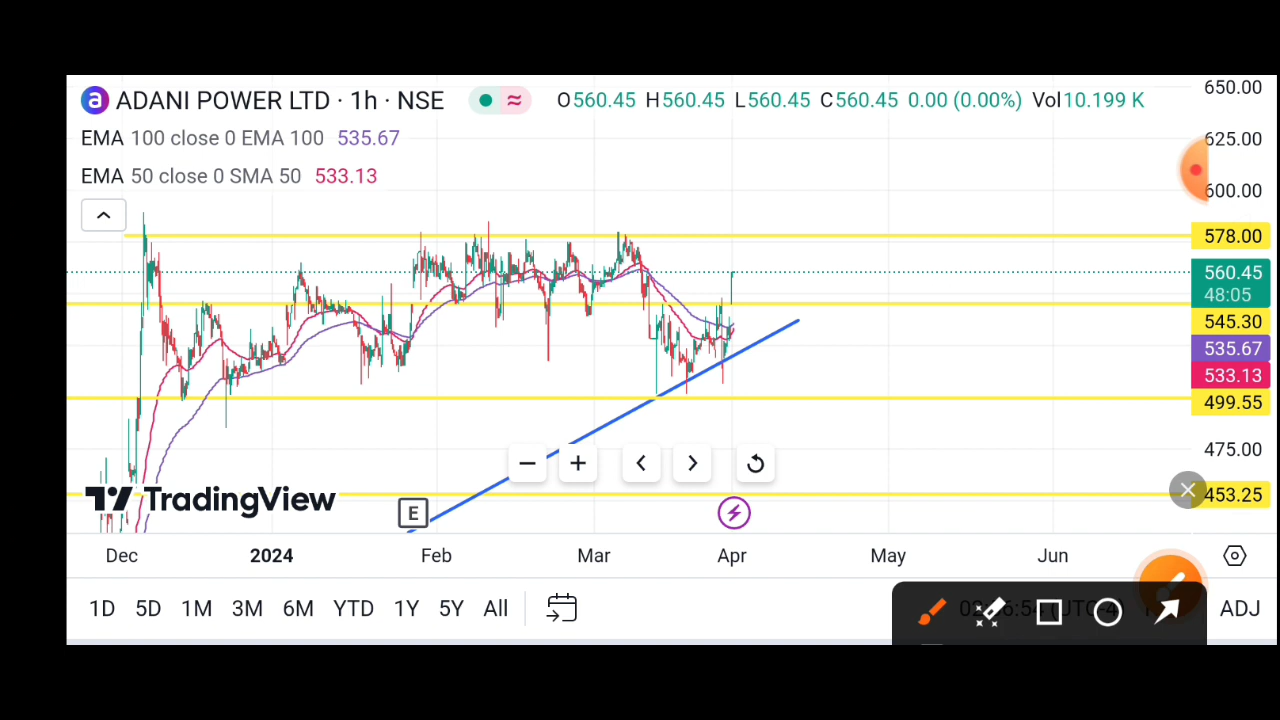 a ADANI POWER LTD · 1h · NSE O560.45 H560.45 L560.45 C560.45 0.00 (0.00%) Vol10.199 K
EMA 100 close 0 EMA 100 535.67
EMA 50 close 0 SMA 50 533.13
650.00
625.00
600.00
578.00
560.45
48:05
545.30
535.67
533.13
499.55
475.00
453.25
TradingView
E
Dec 2024 Feb Mar Apr May Jun
1D 5D 1M 3M 6M YTD 1Y 5Y All ADJ